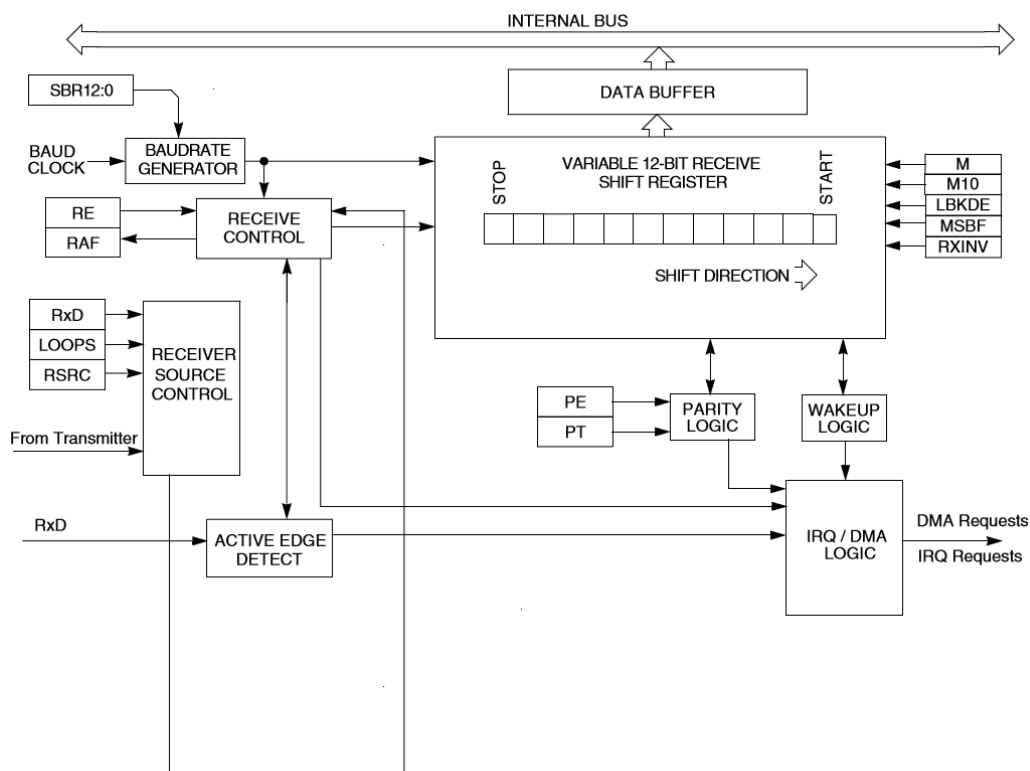 INTERNAL BUS
SBR12:0
DATA BUFFER
BAUD
CLOCK
BAUDRATE
GENERATOR
VARIABLE 12-BIT RECEIVE
SHIFT REGISTER
STOP
START
M
M10
LBKDE
MSBF
RXINV
RE
RAF
RECEIVE
CONTROL
SHIFT DIRECTION
RxD
LOOPS
RSRC
RECEIVER
SOURCE
CONTROL
From Transmitter
PE
PT
PARITY
LOGIC
WAKEUP
LOGIC
RxD
ACTIVE EDGE
DETECT
IRQ / DMA
LOGIC
DMA Requests
IRQ Requests